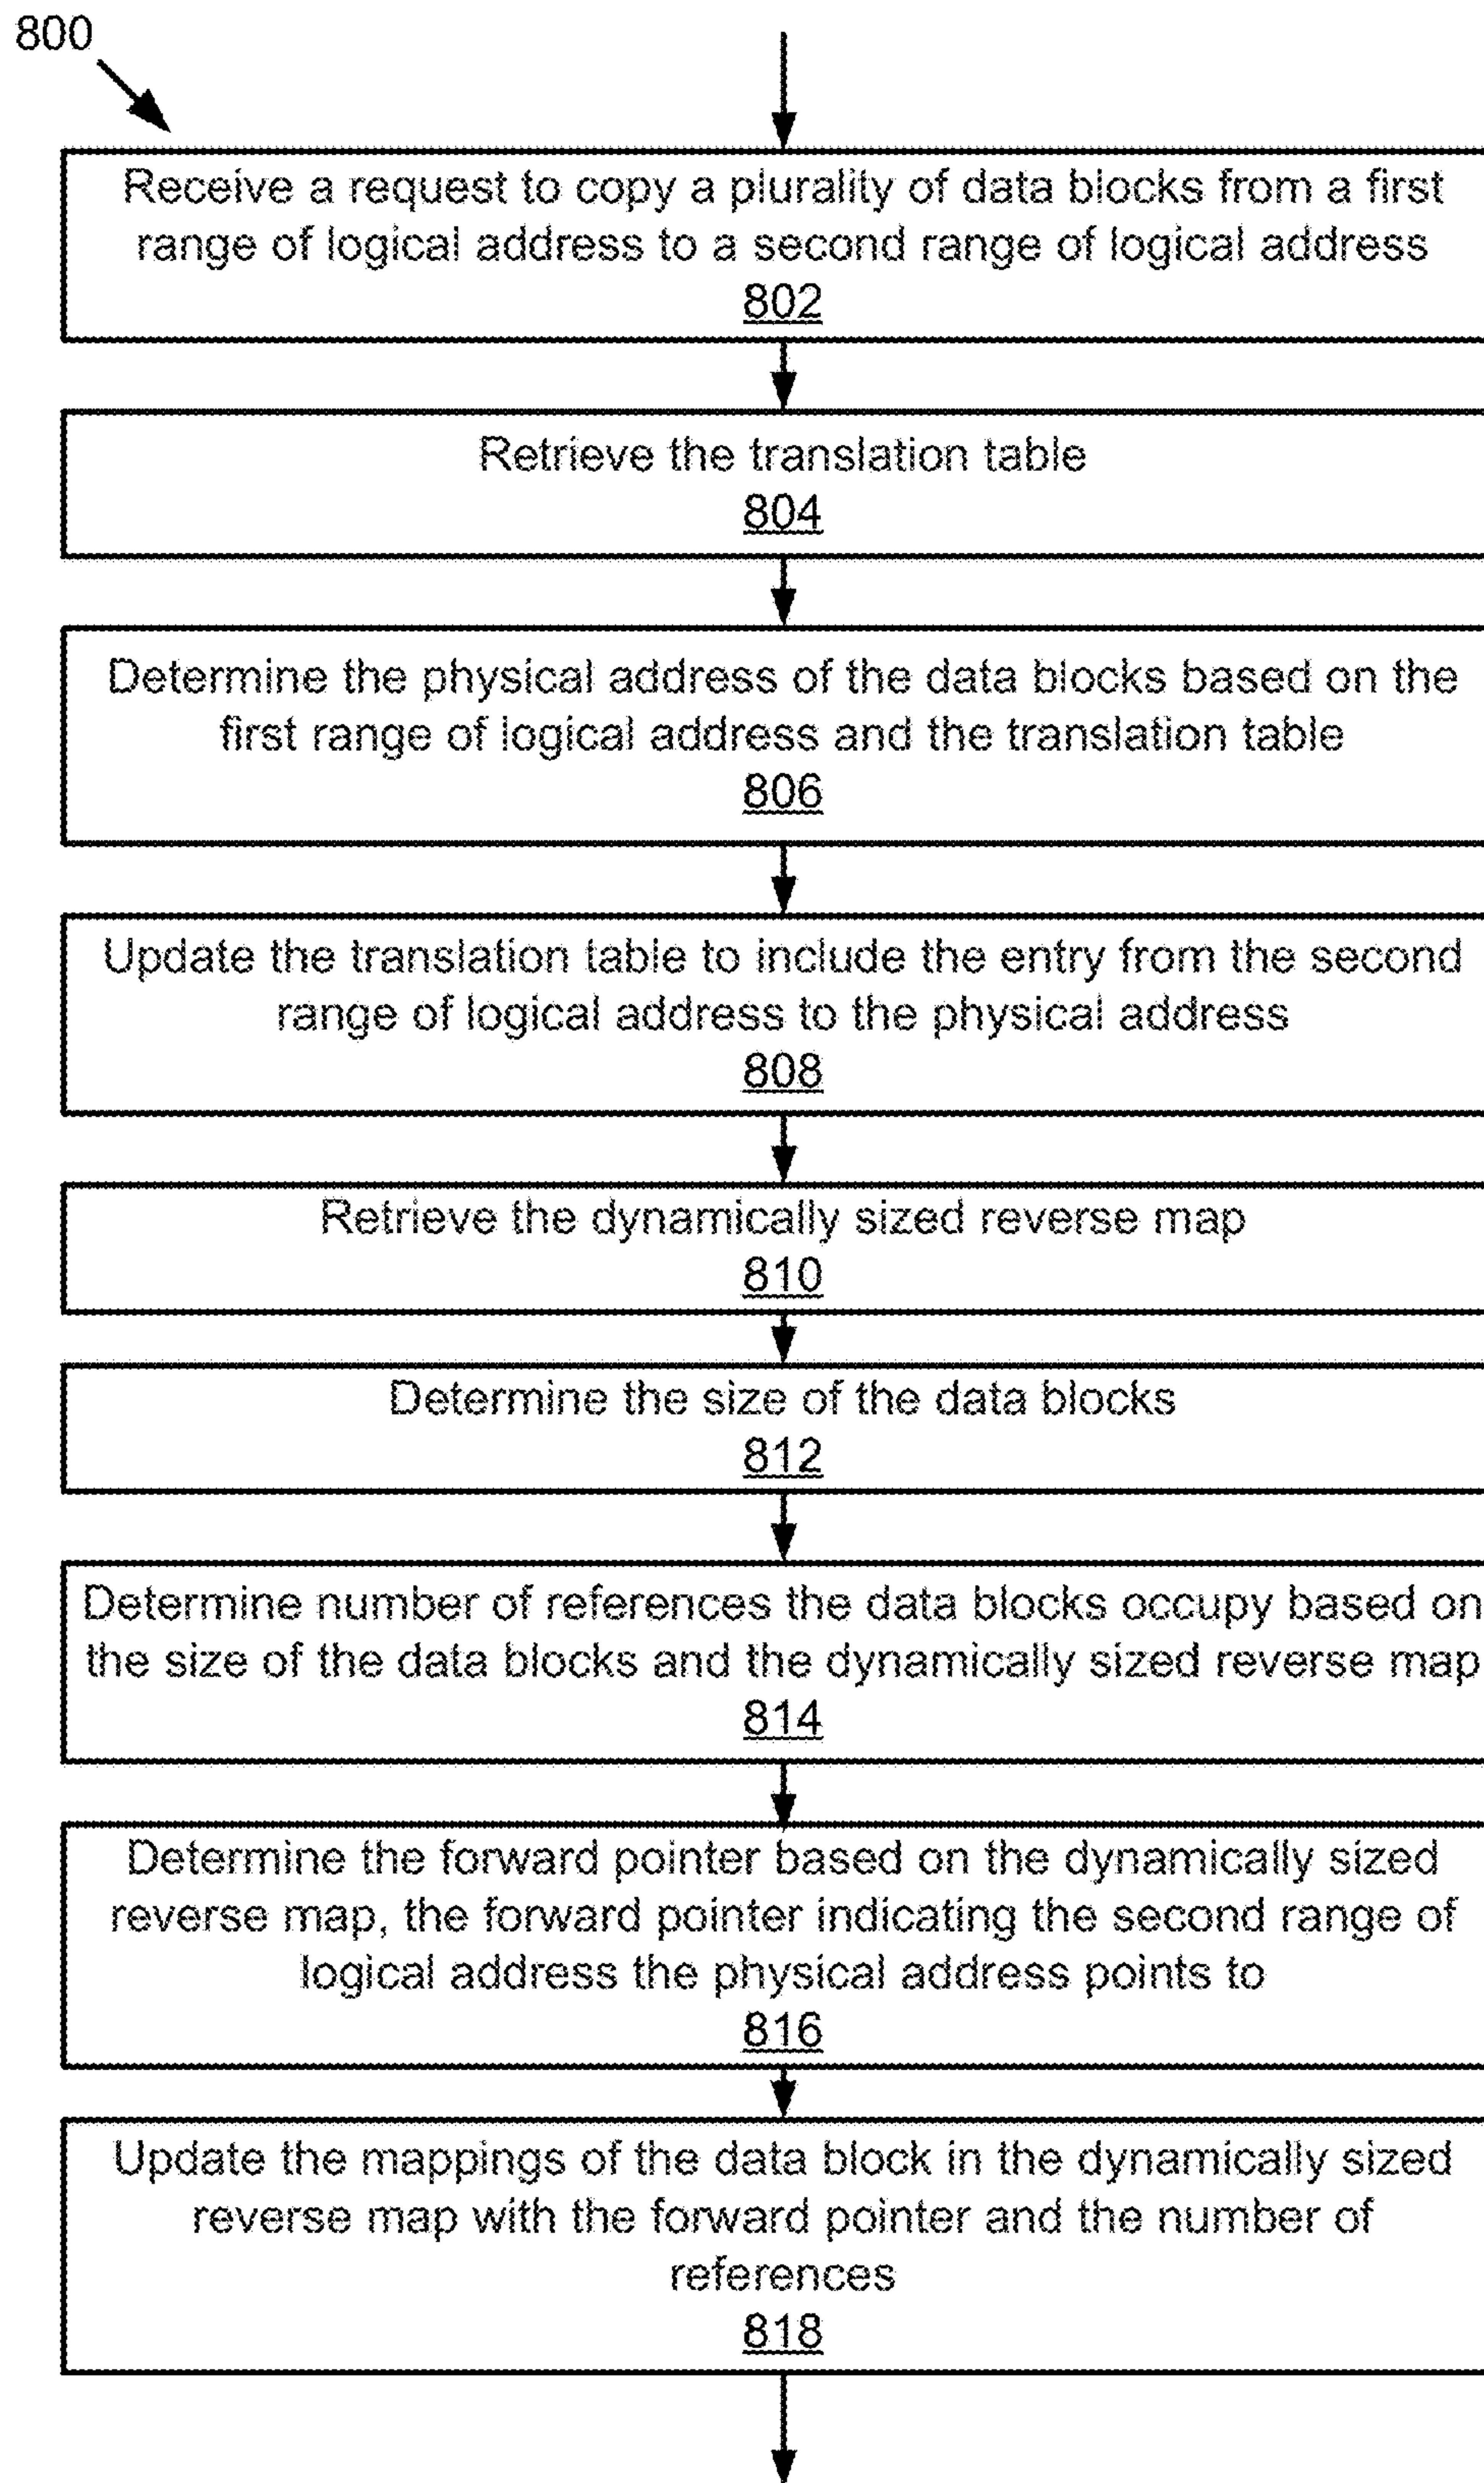 800
Receive a request to copy a plurality of data blocks from a first
range of logical address to a second range of logical address
802
Retrieve the translation table
804
Determine the physical address of the data blocks based on the
first range of logical address and the translation table
806
Update the translation table to include the entry from the second
range of logical address to the physical address
808
Retrieve the dynamically sized reverse map
810
Determine the size of the data blocks
812
Determine number of references the data blocks occupy based on
the size of the data blocks and the dynamically sized reverse map
814
Determine the forward pointer based on the dynamically sized
reverse map, the forward pointer indicating the second range of
logical address the physical address points to
816
Update the mappings of the data block in the dynamically sized
reverse map with the forward pointer and the number of
references
818